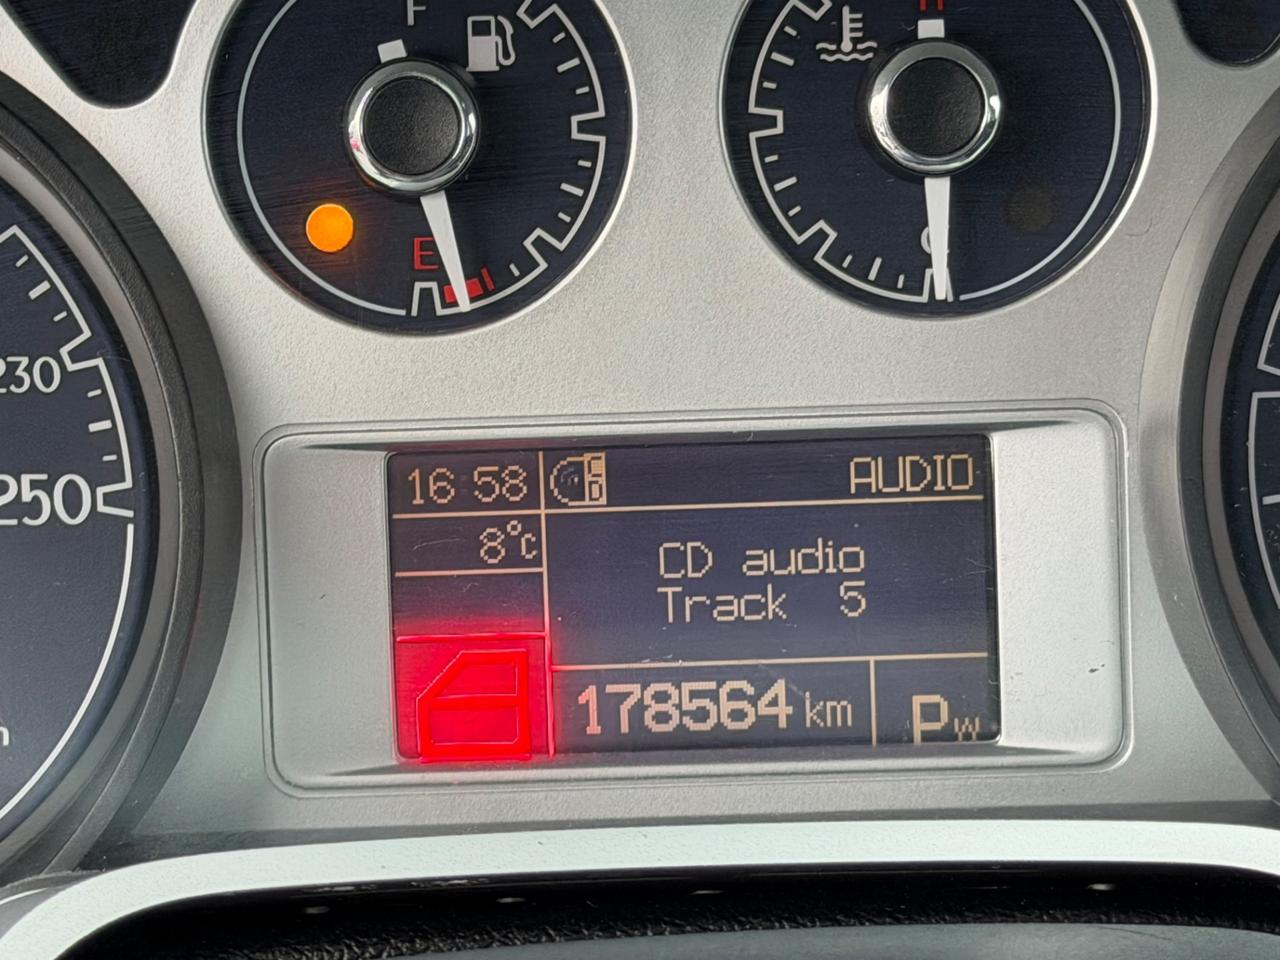 F
H
E
C
230
250
16:58
AUDIO
8°C
CD audio
Track 5
178564 km
PW